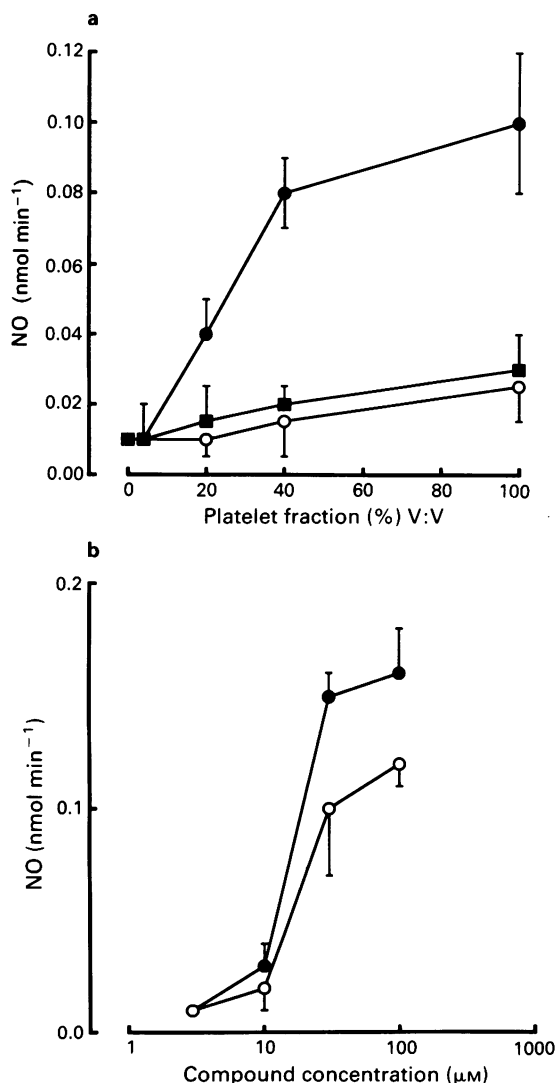 a
0.12
0.10
0.08
0.06
0.04
0.02
0.00
NO (nmol min⁻¹)
0 20 40 60 80 100
Platelet fraction (%) V:V
b
0.2
0.1
0.0
NO (nmol min⁻¹)
1 10 100 1000
Compound concentration (μM)